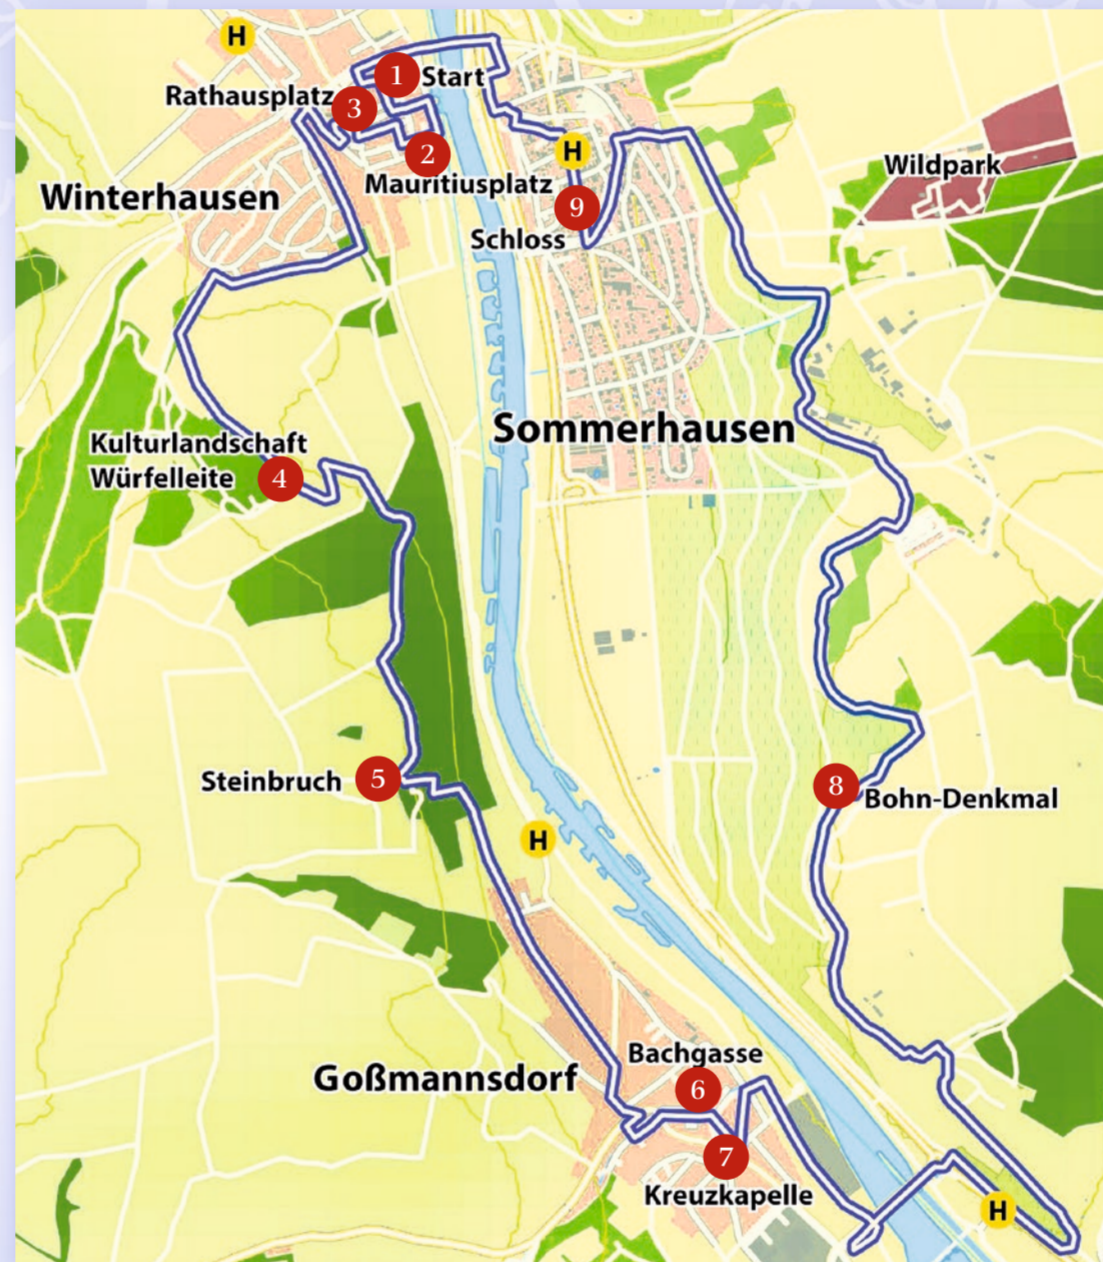 H
1 Start
Rathausplatz
3
2
Mauritiusplatz
H
Winterhausen
9
Schloss
Wildpark
Sommerhausen
Kulturlandschaft
Würfelleite 4
Steinbruch 5
H
8 Bohn-Denkmal
Goßmannsdorf
Bachgasse
6
7
Kreuzkapelle
H